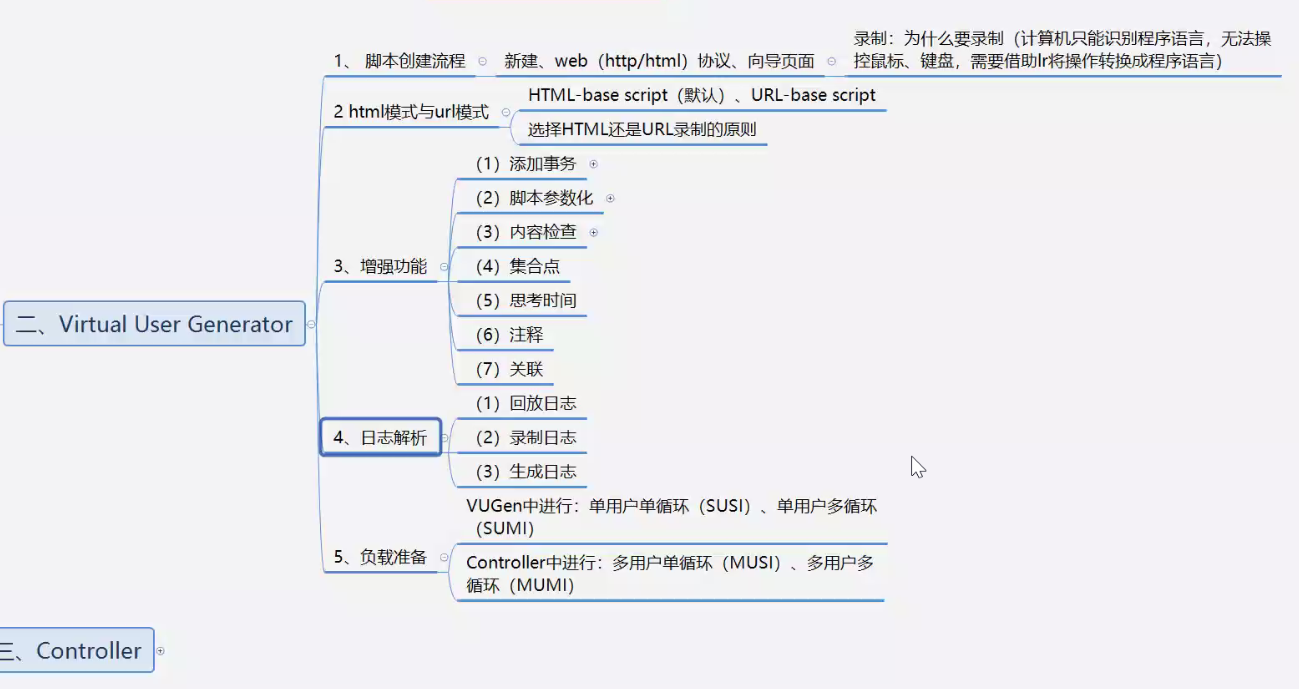 二、Virtual User Generator
1、 脚本创建流程
新建、web（http/html）协议、向导页面
录制：为什么要录制（计算机只能识别程序语言，无法操
控鼠标、键盘，需要借助lr将操作转换成程序语言）
2 html模式与url模式
HTML-base script（默认）、URL-base script
选择HTML还是URL录制的原则
3、增强功能
（1）添加事务
（2）脚本参数化
（3）内容检查
（4）集合点
（5）思考时间
（6）注释
（7）关联
4、日志解析
（1）回放日志
（2）录制日志
（3）生成日志
5、负载准备
VUGen中进行：单用户单循环（SUSI）、单用户多循环
（SUMI）
Controller中进行：多用户单循环（MUSI）、多用户多
循环（MUMI）
三、Controller